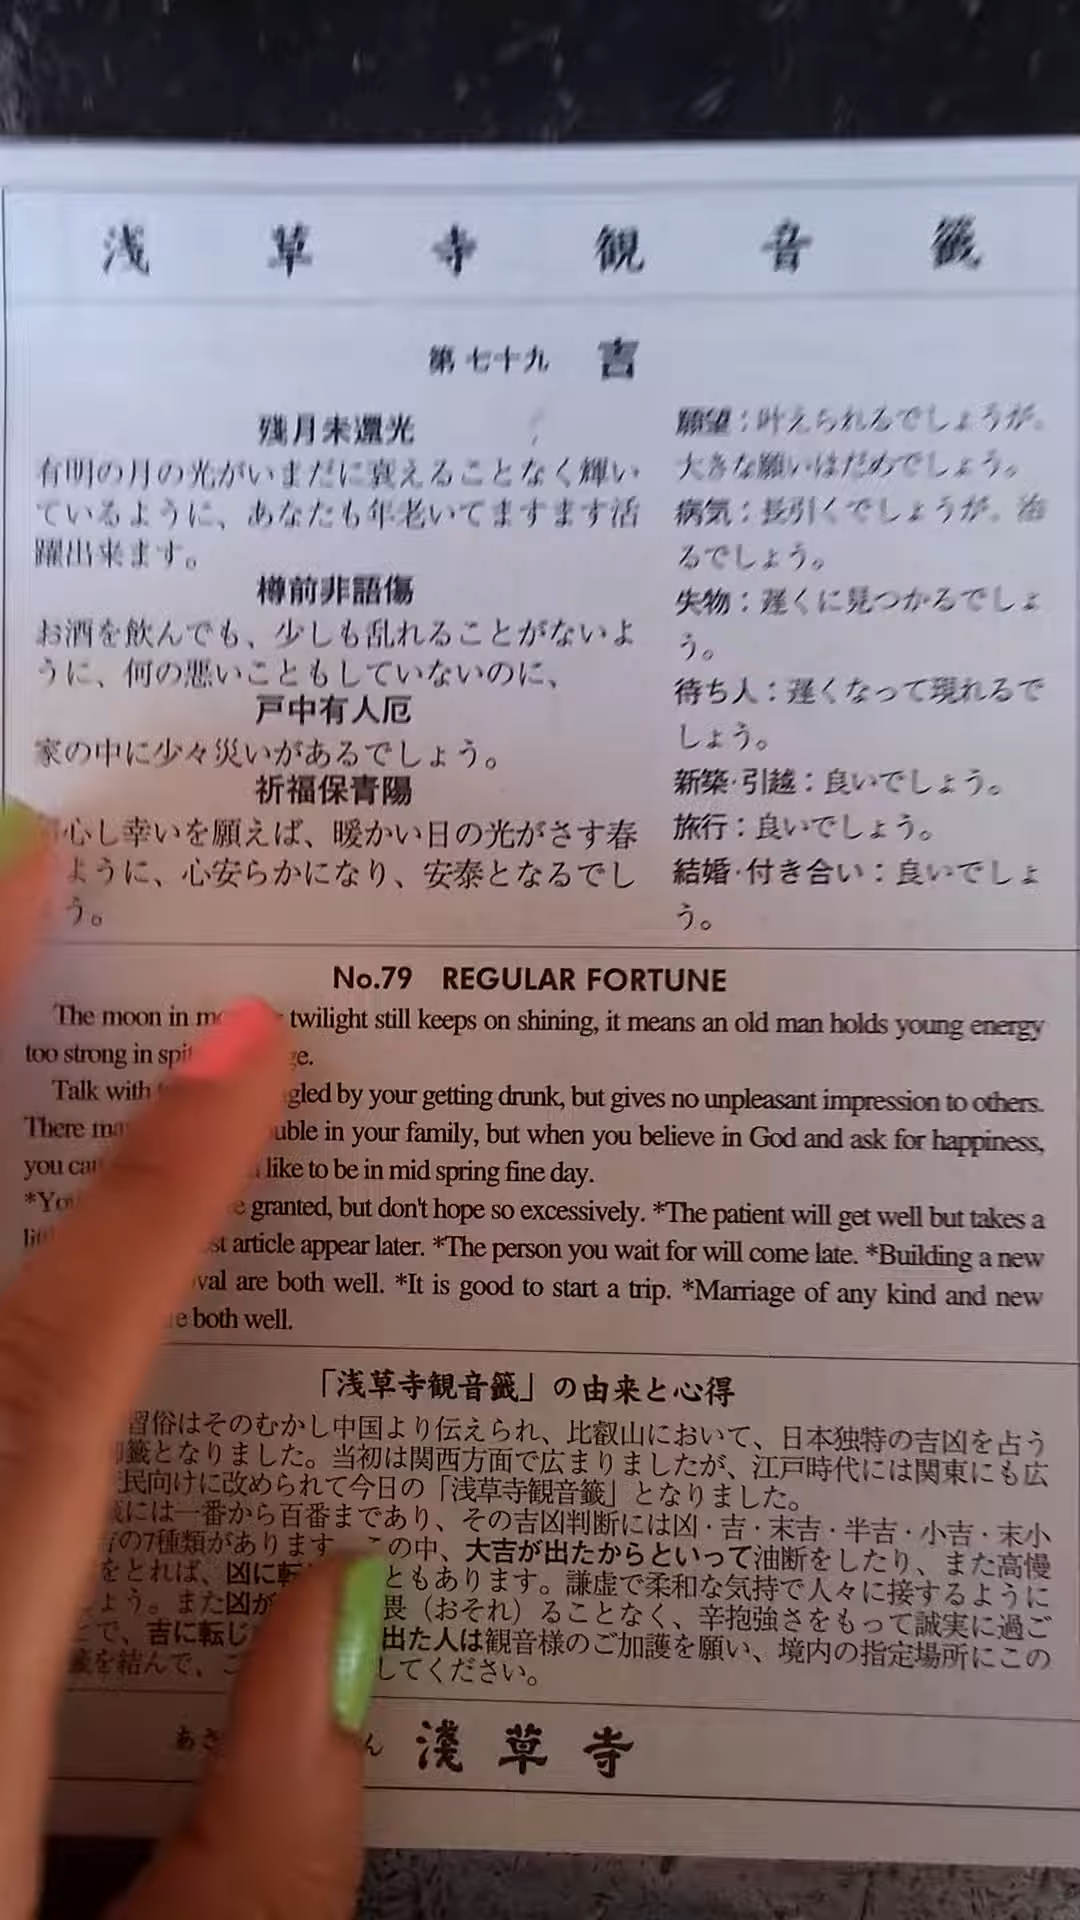 浅草寺観音籤
第七十九 吉
殘月未還光
有明の月の光がいまだに衰えることなく輝い
ているように、あなたも年老いてますます活
躍出来ます。
樽前非語傷
お酒を飲んでも、少しも乱れることがないよ
うに、何の悪いこともしていないのに、
戸中有人厄
家の中に少々災いがあるでしょう。
祈福保青陽
心し幸いを願えば、暖かい日の光がさす春
ように、心安らかになり、安泰となるでし
う。
願望：叶えられるでしょうが。
大きな願いはだめでしょう。
病気：長引くでしょうが。治
るでしょう。
失物：遅くに見つかるでしょ
う。
待ち人：遅くなって現れるで
しょう。
新築·引越：良いでしょう。
旅行：良いでしょう。
結婚·付き合い：良いでしょ
う。
No.79 REGULAR FORTUNE
The moon in twilight still keeps on shining, it means an old man holds young energy
too strong in
Talk with by your getting drunk, but gives no unpleasant impression to others.
There in your family, but when you believe in God and ask for happiness,
you like to be in mid spring fine day.
granted, but don't hope so excessively. *The patient will get well but takes a
article appear later. *The person you wait for will come late. *Building a new
are both well. *It is good to start a trip. *Marriage of any kind and new
both well.
「浅草寺観音籤」の由来と心得
習俗はそのむかし中国より伝えられ、比叡山において、日本独特の吉凶を占う
籤となりました。当初は関西方面で広まりましたが、江戸時代には関東にも広
民向けに改められて今日の「浅草寺観音籤」となりました。
には一番から百番まであり、その吉凶判断には凶·吉·末吉·半吉·小吉·末小
吉の7種類があります。この中、大吉が出たからといって油断をしたり、また高慢
をとれば、凶に転 ともあります。謙虚で柔和な気持で人々に接するように
しょう。また凶が 畏（おそれ）ることなく、辛抱強さをもって誠実に過ご
とで、吉に転じ 出た人は観音様のご加護を願い、境内の指定場所にこの
籤を結んで、 してください。
淺草寺